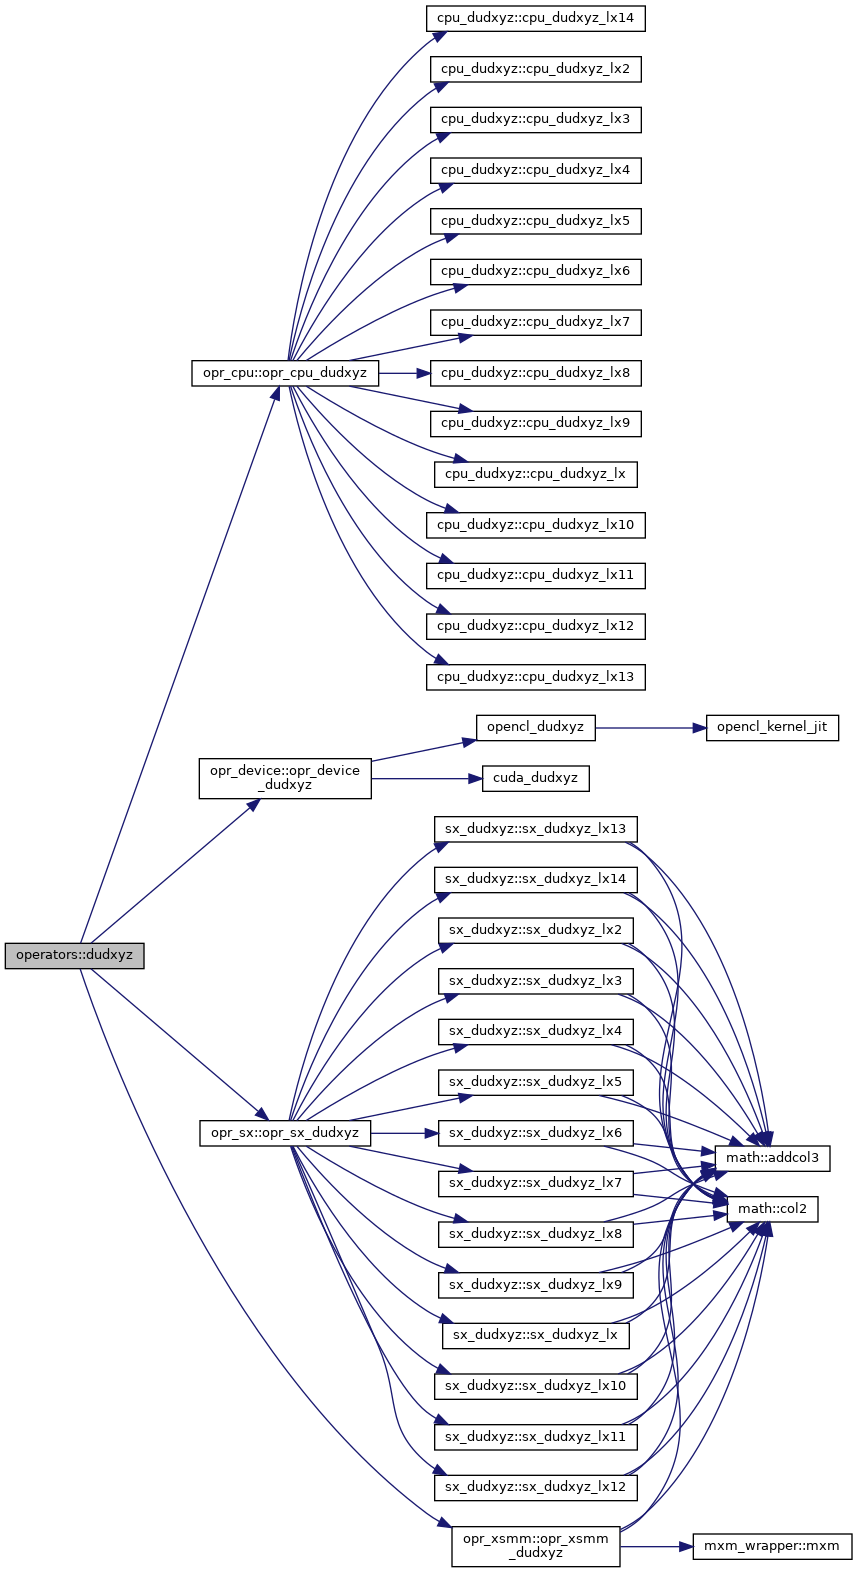 cpu_dudxyz::cpu_dudxyz_lx14
cpu_dudxyz::cpu_dudxyz_lx2
cpu_dudxyz::cpu_dudxyz_lx3
cpu_dudxyz::cpu_dudxyz_lx4
cpu_dudxyz::cpu_dudxyz_lx5
cpu_dudxyz::cpu_dudxyz_lx6
cpu_dudxyz::cpu_dudxyz_lx7
opr_cpu::opr_cpu_dudxyz
cpu_dudxyz::cpu_dudxyz_lx8
cpu_dudxyz::cpu_dudxyz_lx9
cpu_dudxyz::cpu_dudxyz_lx
cpu_dudxyz::cpu_dudxyz_lx10
cpu_dudxyz::cpu_dudxyz_lx11
cpu_dudxyz::cpu_dudxyz_lx12
cpu_dudxyz::cpu_dudxyz_lx13
opencl_dudxyz
opencl_kernel_jit
opr_device::opr_device
_dudxyz
cuda_dudxyz
sx_dudxyz::sx_dudxyz_lx13
sx_dudxyz::sx_dudxyz_lx14
sx_dudxyz::sx_dudxyz_lx2
operators::dudxyz
sx_dudxyz::sx_dudxyz_lx3
sx_dudxyz::sx_dudxyz_lx4
sx_dudxyz::sx_dudxyz_lx5
opr_sx::opr_sx_dudxyz
sx_dudxyz::sx_dudxyz_lx6
math::addcol3
sx_dudxyz::sx_dudxyz_lx7
math::col2
sx_dudxyz::sx_dudxyz_lx8
sx_dudxyz::sx_dudxyz_lx9
sx_dudxyz::sx_dudxyz_lx
sx_dudxyz::sx_dudxyz_lx10
sx_dudxyz::sx_dudxyz_lx11
sx_dudxyz::sx_dudxyz_lx12
opr_xsmm::opr_xsmm
_dudxyz
mxm_wrapper::mxm